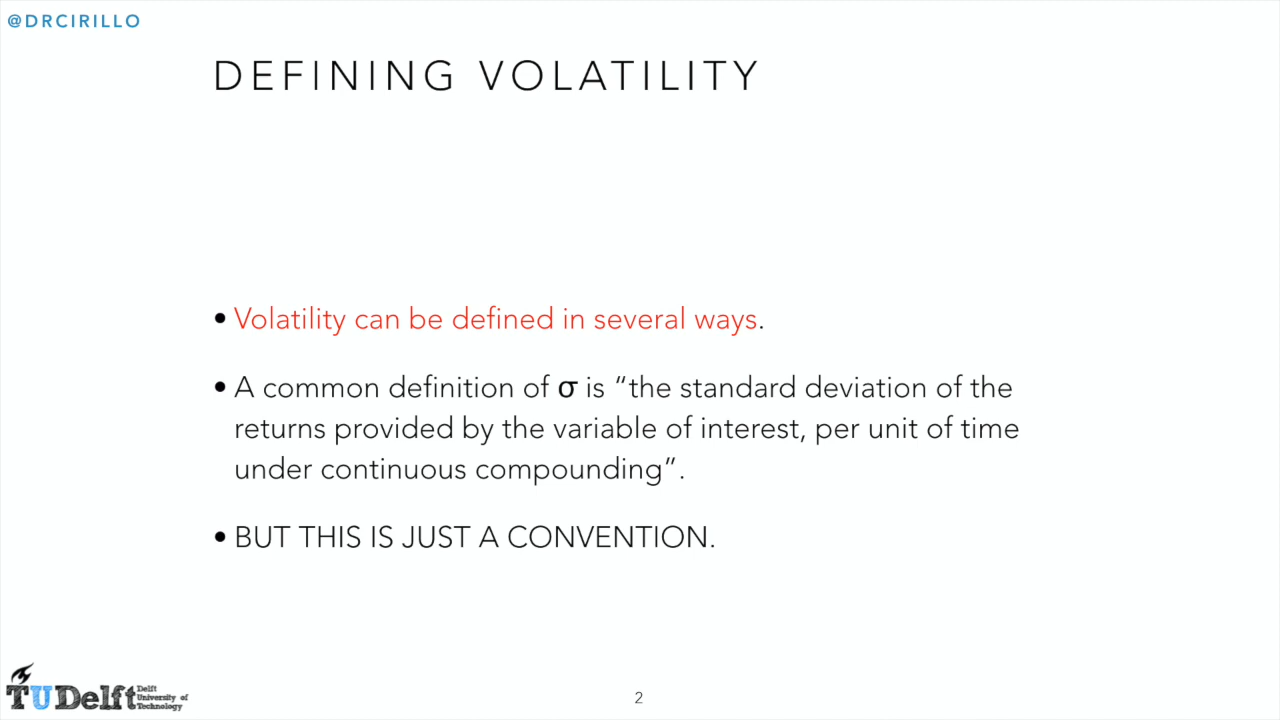 @DRCIRILLO
DEFINING VOLATILITY
• Volatility can be defined in several ways.
• A common definition of σ is “the standard deviation of the
returns provided by the variable of interest, per unit of time
under continuous compounding”.
• BUT THIS IS JUST A CONVENTION.
TUDelft
Delft
University of
Technology
2